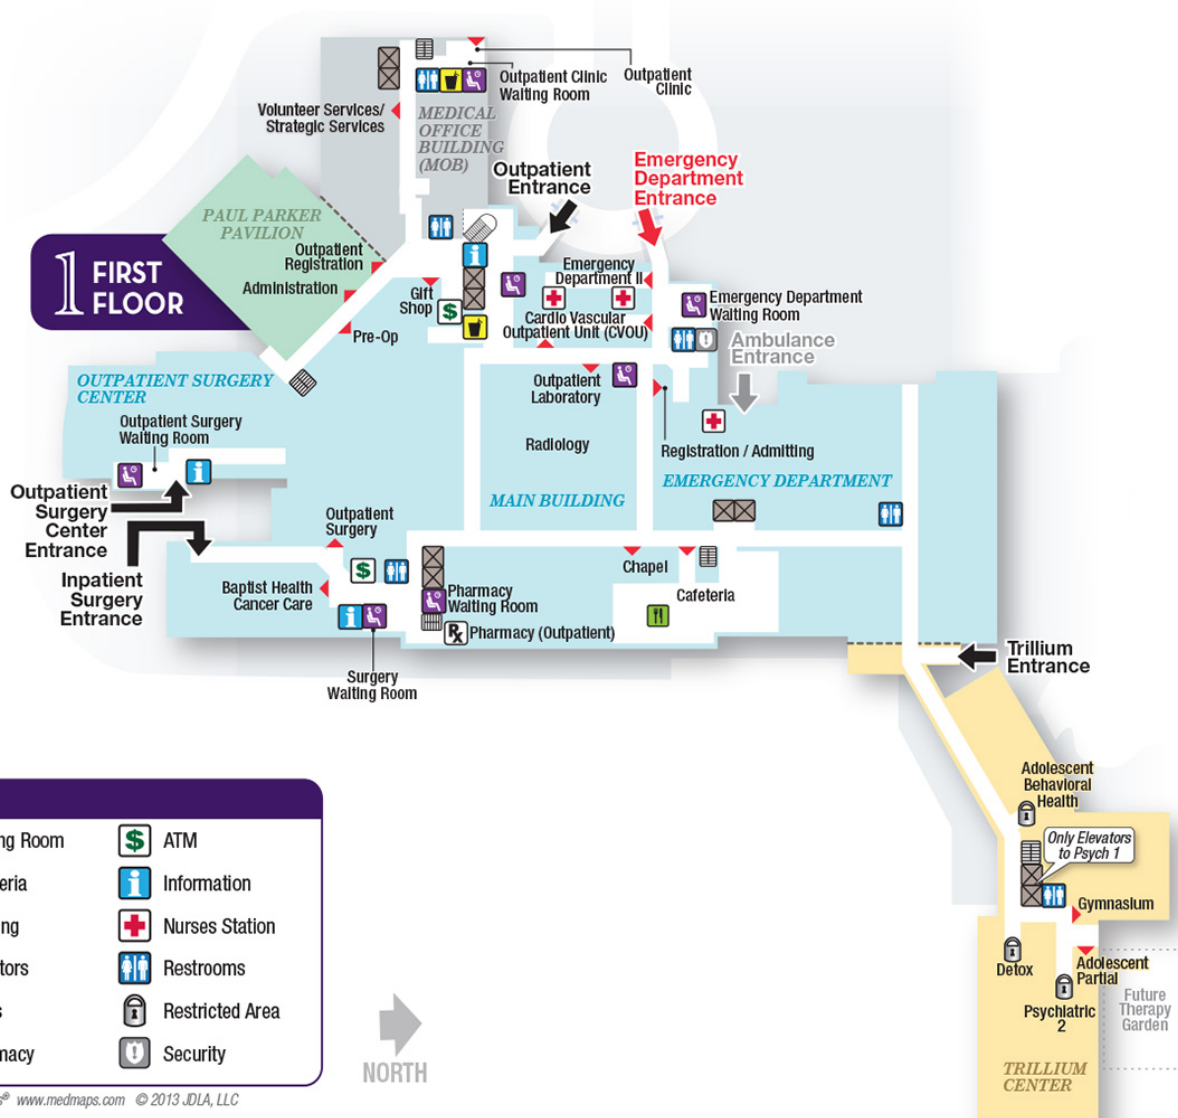 Outpatient Clinic
Waiting Room
Outpatient
Clinic
Volunteer Services/
Strategic Services
MEDICAL
OFFICE
BUILDING
(MOB)
Outpatient
Entrance
Emergency
Department
Entrance
PAUL PARKER
PAVILION
1 FIRST
FLOOR
Outpatient
Registration
Administration
Pre-Op
Gift
Shop
$
i
Emergency
Department II
Cardio Vascular
Outpatient Unit (CVOU)
Emergency Department
Waiting Room
Ambulance
Entrance
OUTPATIENT SURGERY
CENTER
Outpatient Surgery
Waiting Room
i
Outpatient
Laboratory
Radiology
Registration / Admitting
MAIN BUILDING
EMERGENCY DEPARTMENT
Outpatient
Surgery
Center
Entrance
Inpatient
Surgery
Entrance
Outpatient
Surgery
$
Baptist Health
Cancer Care
i
Surgery
Waiting Room
Pharmacy
Waiting Room
Rx Pharmacy (Outpatient)
Chapel
Cafeteria
Trillium
Entrance
Adolescent
Behavioral
Health
Only Elevators
to Psych 1
Gymnasium
Detox
Adolescent
Partial
Psychiatric
2
Future
Therapy
Garden
TRILLIUM
CENTER
ng Room
$ ATM
eria
i Information
ng
Nurses Station
tors
Restrooms
s
Restricted Area
macy
Security
NORTH
s® www.medmaps.com © 2013 JDLA, LLC